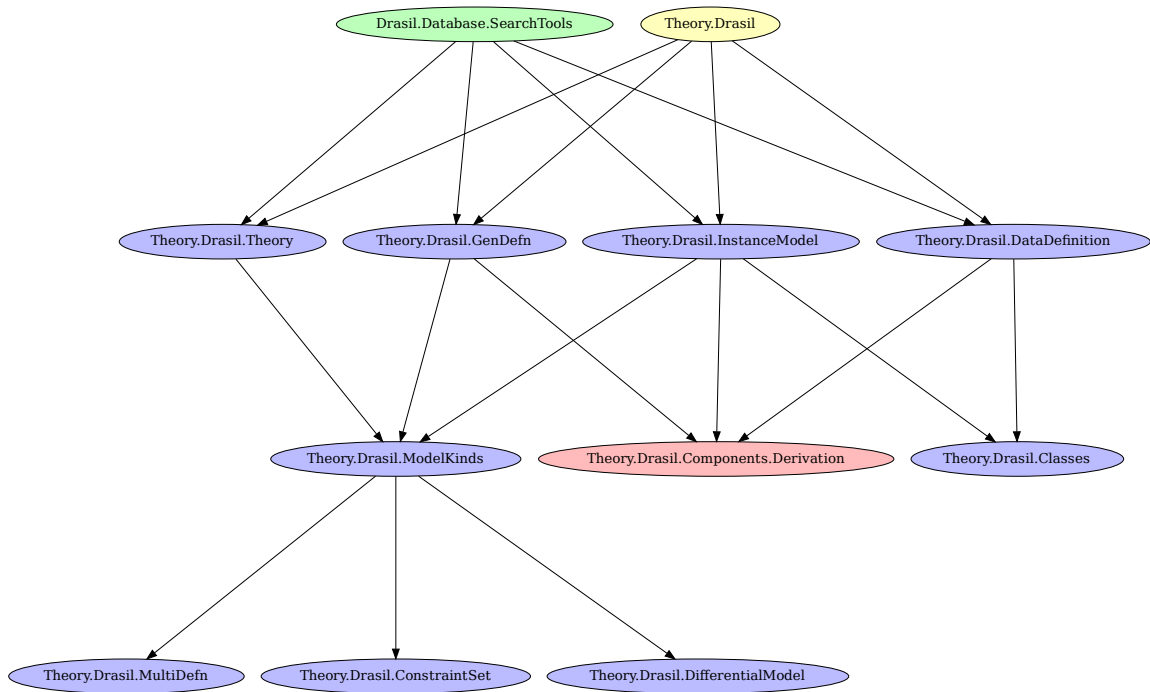 Drasil.Database.SearchTools
Theory.Drasil
Theory.Drasil.Theory
Theory.Drasil.GenDefn
Theory.Drasil.InstanceModel
Theory.Drasil.DataDefinition
Theory.Drasil.ModelKinds
Theory.Drasil.Components.Derivation
Theory.Drasil.Classes
Theory.Drasil.MultiDefn
Theory.Drasil.ConstraintSet
Theory.Drasil.DifferentialModel